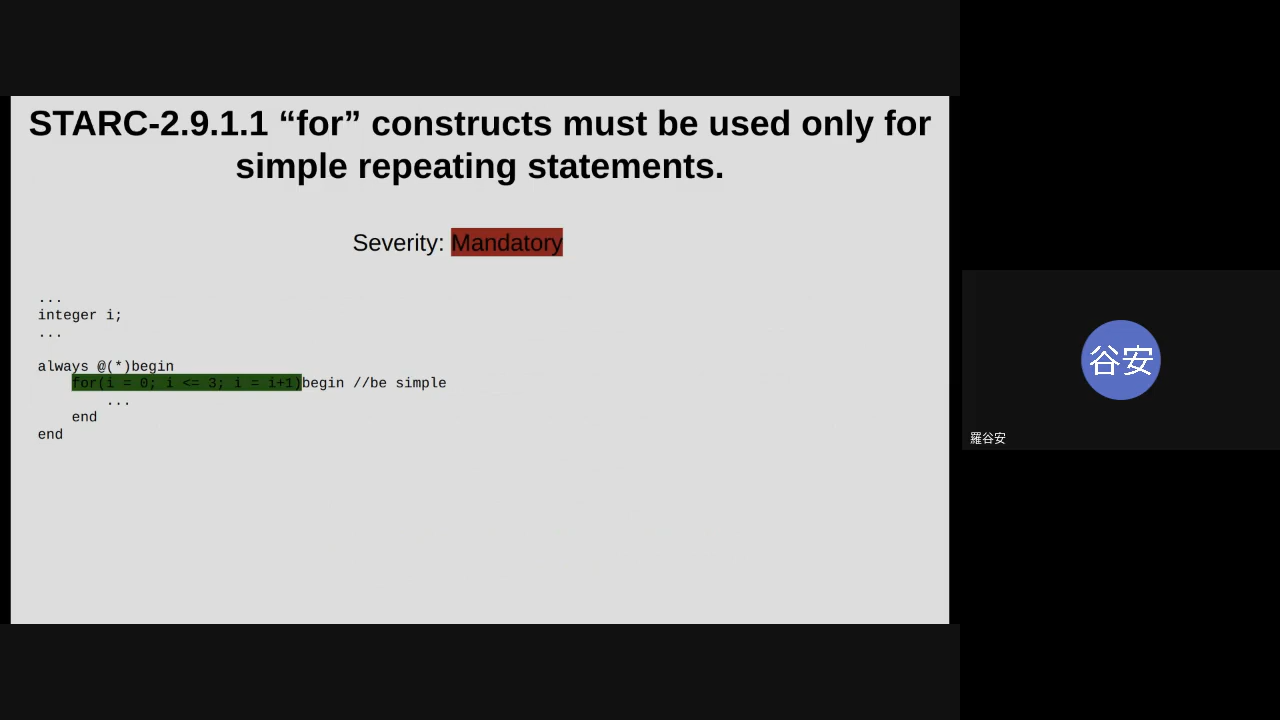 STARC-2.9.1.1 “for” constructs must be used only for
simple repeating statements.
Severity: Mandatory
...
integer i;
...
always @(*)begin
for(i = 0; i <= 3; i = i+1)begin //be simple
...
end
end
谷安
羅谷安